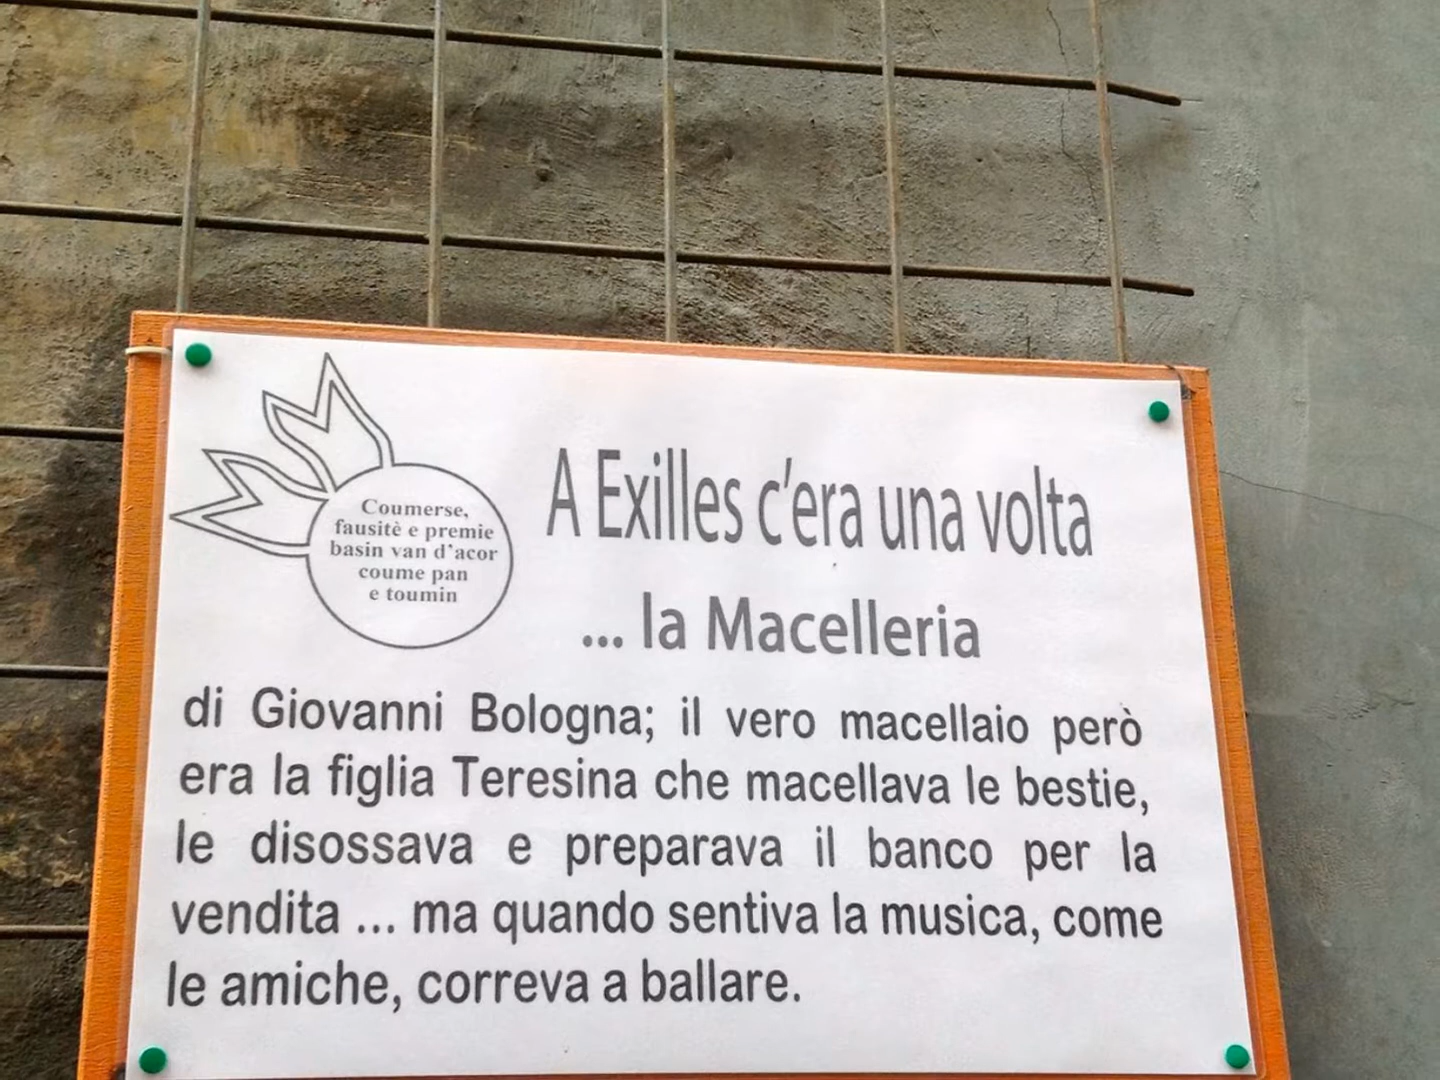 Coumerse,
fausitè e premie
basin van d'acor
coume pan
e toumin
A Exilles c'era una volta
... la Macelleria
di Giovanni Bologna; il vero macellaio però
era la figlia Teresina che macellava le bestie,
le disossava e preparava il banco per la
vendita ... ma quando sentiva la musica, come
le amiche, correva a ballare.